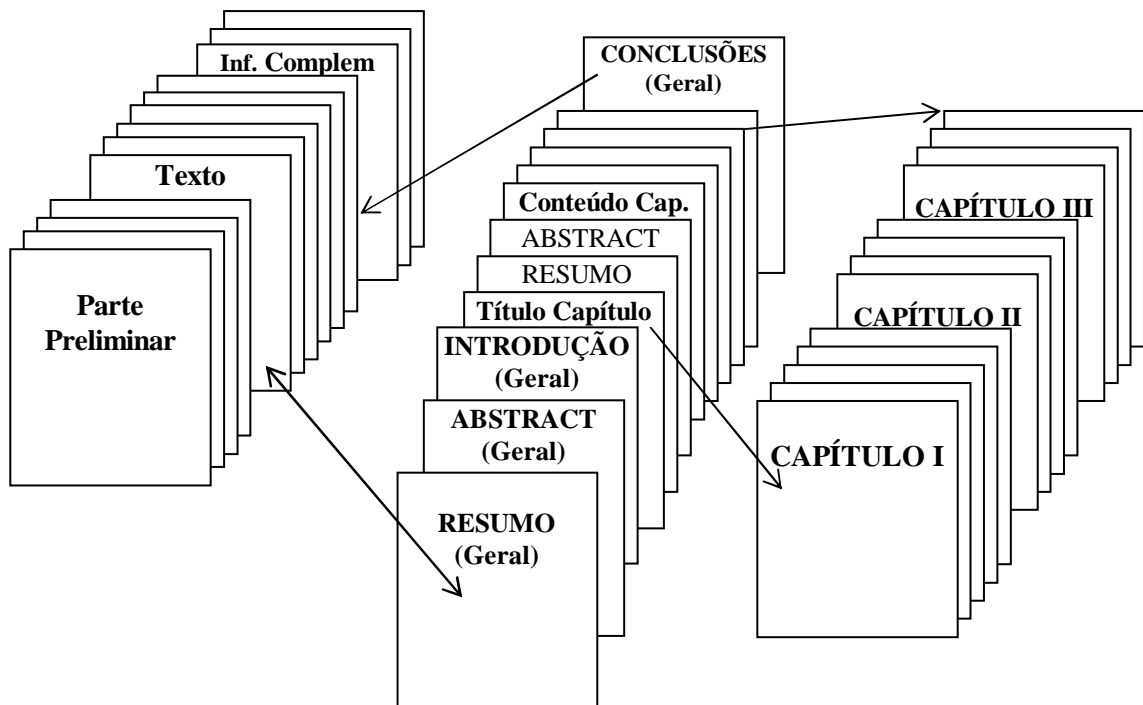 Inf. Complem
Texto
Parte
Preliminar
CONCLUSÕES
(Geral)
Conteúdo Cap.
ABSTRACT
RESUMO
Título Capítulo
INTRODUÇÃO
(Geral)
ABSTRACT
(Geral)
RESUMO
(Geral)
CAPÍTULO III
CAPÍTULO II
CAPÍTULO I